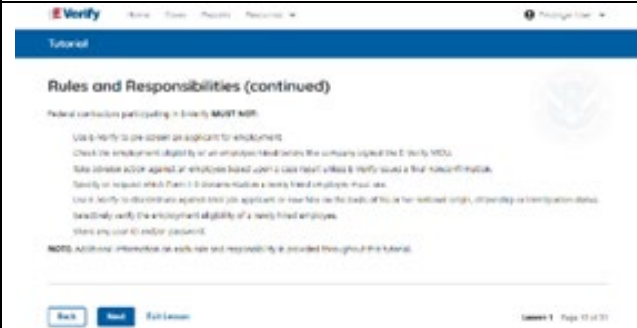 E-Verify Home Cases Reports Resources
Tutorial
Rules and Responsibilities (continued)
Federal contractors participating in E-Verify MUST NOT:
Use E-Verify to pre-screen an applicant for employment.
Check the employment eligibility of an employee hired before the company signed the E-Verify MOU.
Take adverse action against an employee based upon a case result unless E-Verify issues a final nonconfirmation.
Specify or request which Form I-9 documentation a newly hired employee must use.
Use E-Verify to discriminate against any job applicant or new hire on the basis of his or her national origin, citizenship or immigration status.
Selectively verify the employment eligibility of a newly hired employee.
Share any user ID and/or password.
NOTE: Additional information on each rule and responsibility is provided throughout this tutorial.
Back Next Exit Lesson Lesson 1 Page